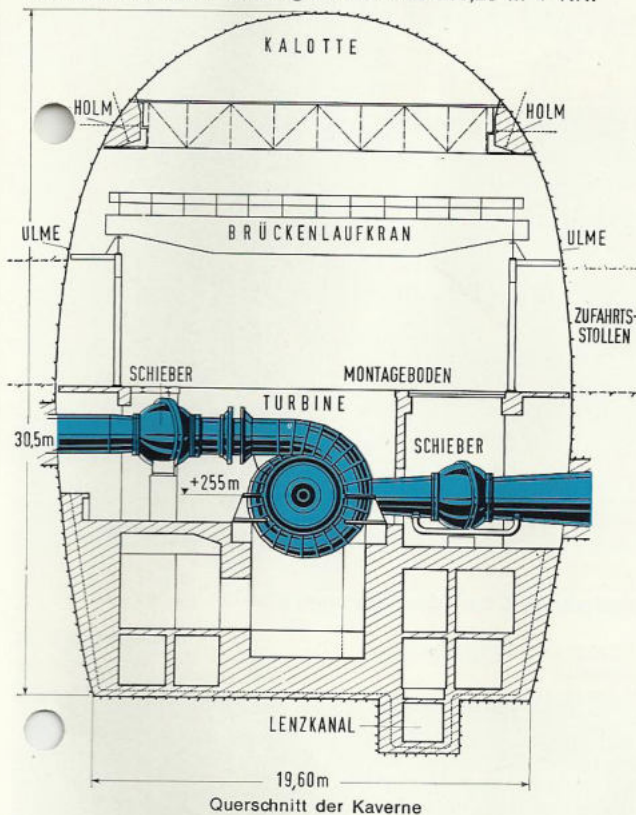 KALOTTE
HOLM
HOLM
ULME
BRÜCKENLAUFKRAN
ULME
ZUFAHRTS-
STOLLEN
SCHIEBER
MONTAGEBODEN
TURBINE
30,5m
SCHIEBER
+255m
LENZKANAL
19,60m
Querschnitt der Kaverne